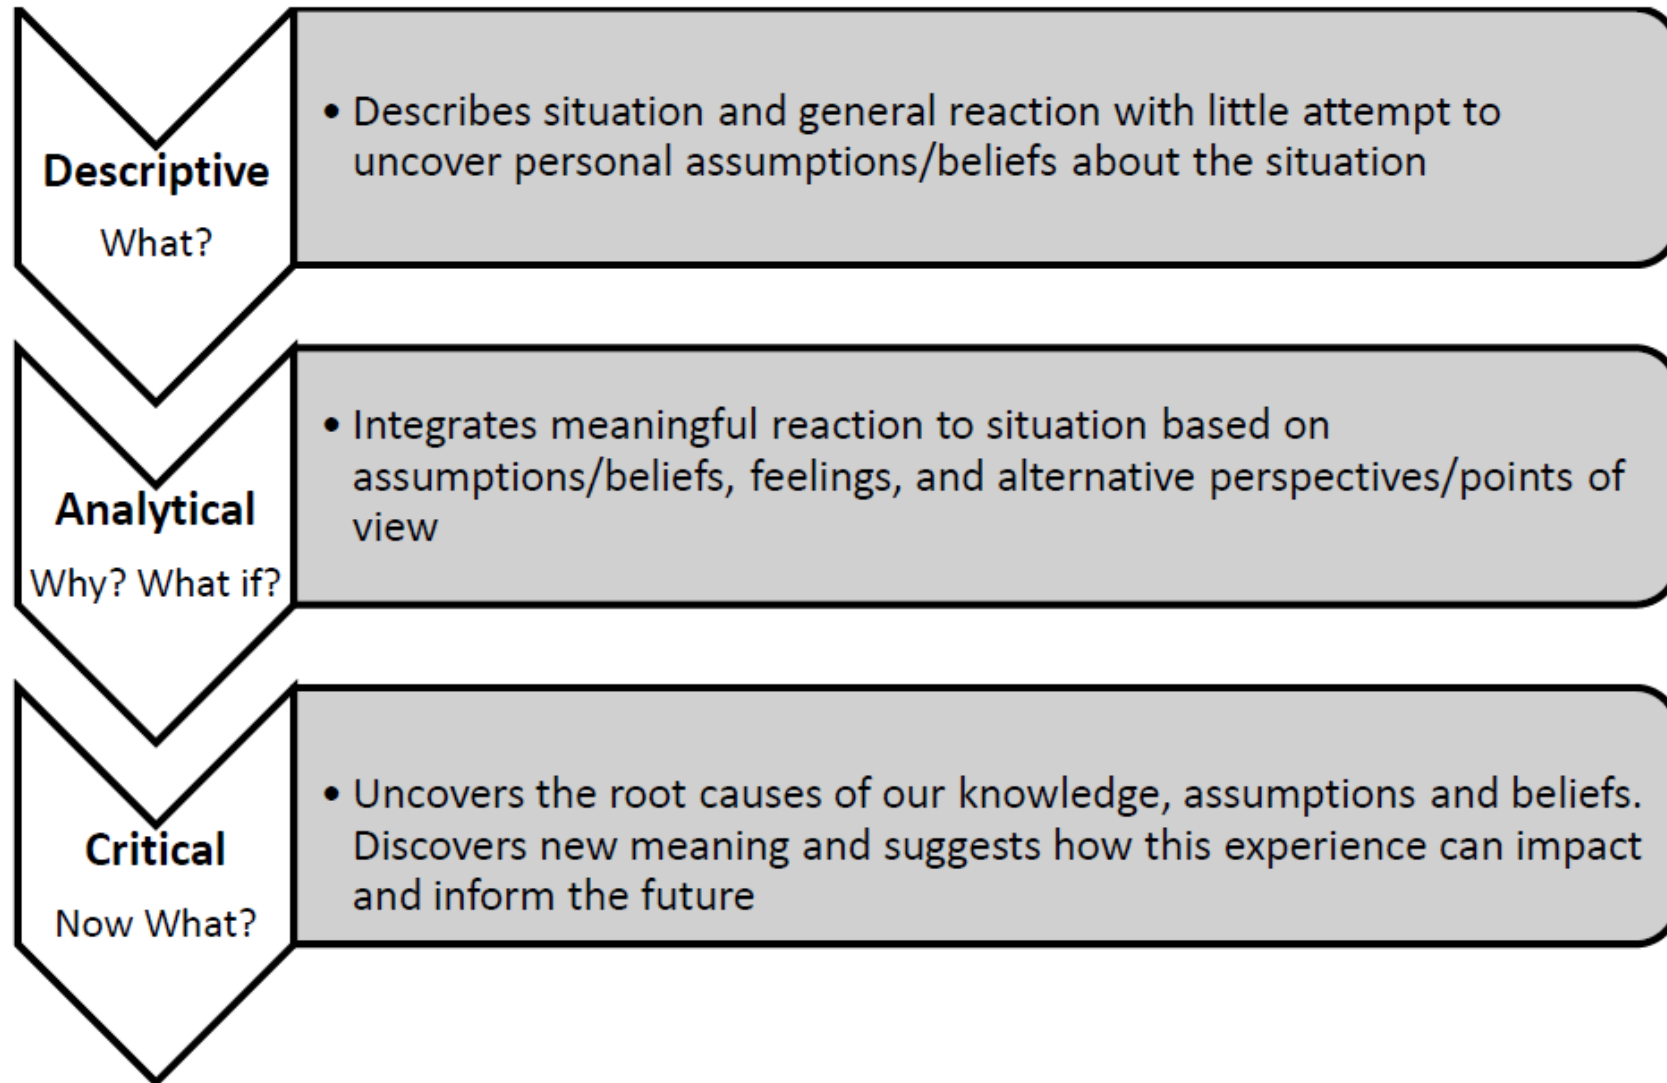 Descriptive
What?
• Describes situation and general reaction with little attempt to
uncover personal assumptions/beliefs about the situation
Analytical
Why? What if?
• Integrates meaningful reaction to situation based on
assumptions/beliefs, feelings, and alternative perspectives/points of
view
Critical
Now What?
• Uncovers the root causes of our knowledge, assumptions and beliefs.
Discovers new meaning and suggests how this experience can impact
and inform the future